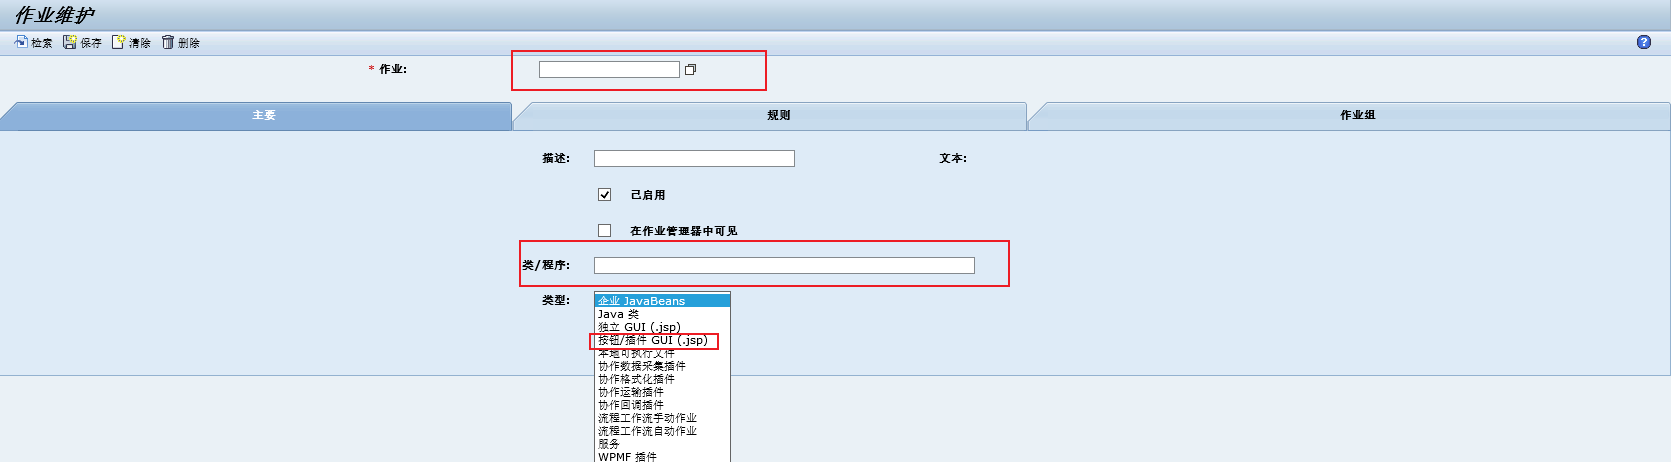 作业维护
检索 保存 清除 删除
* 作业:
主要 规则 作业组
描述: 文本:
已启用
在作业管理器中可见
类/程序:
类型:
企业 JavaBeans
Java 类
独立 GUI (.jsp)
按钮/插件 GUI (.jsp)
本地可执行文件
协作数据采集插件
协作格式化插件
协作运输插件
协作回调插件
流程工作流手动作业
流程工作流自动作业
服务
WPMF 插件